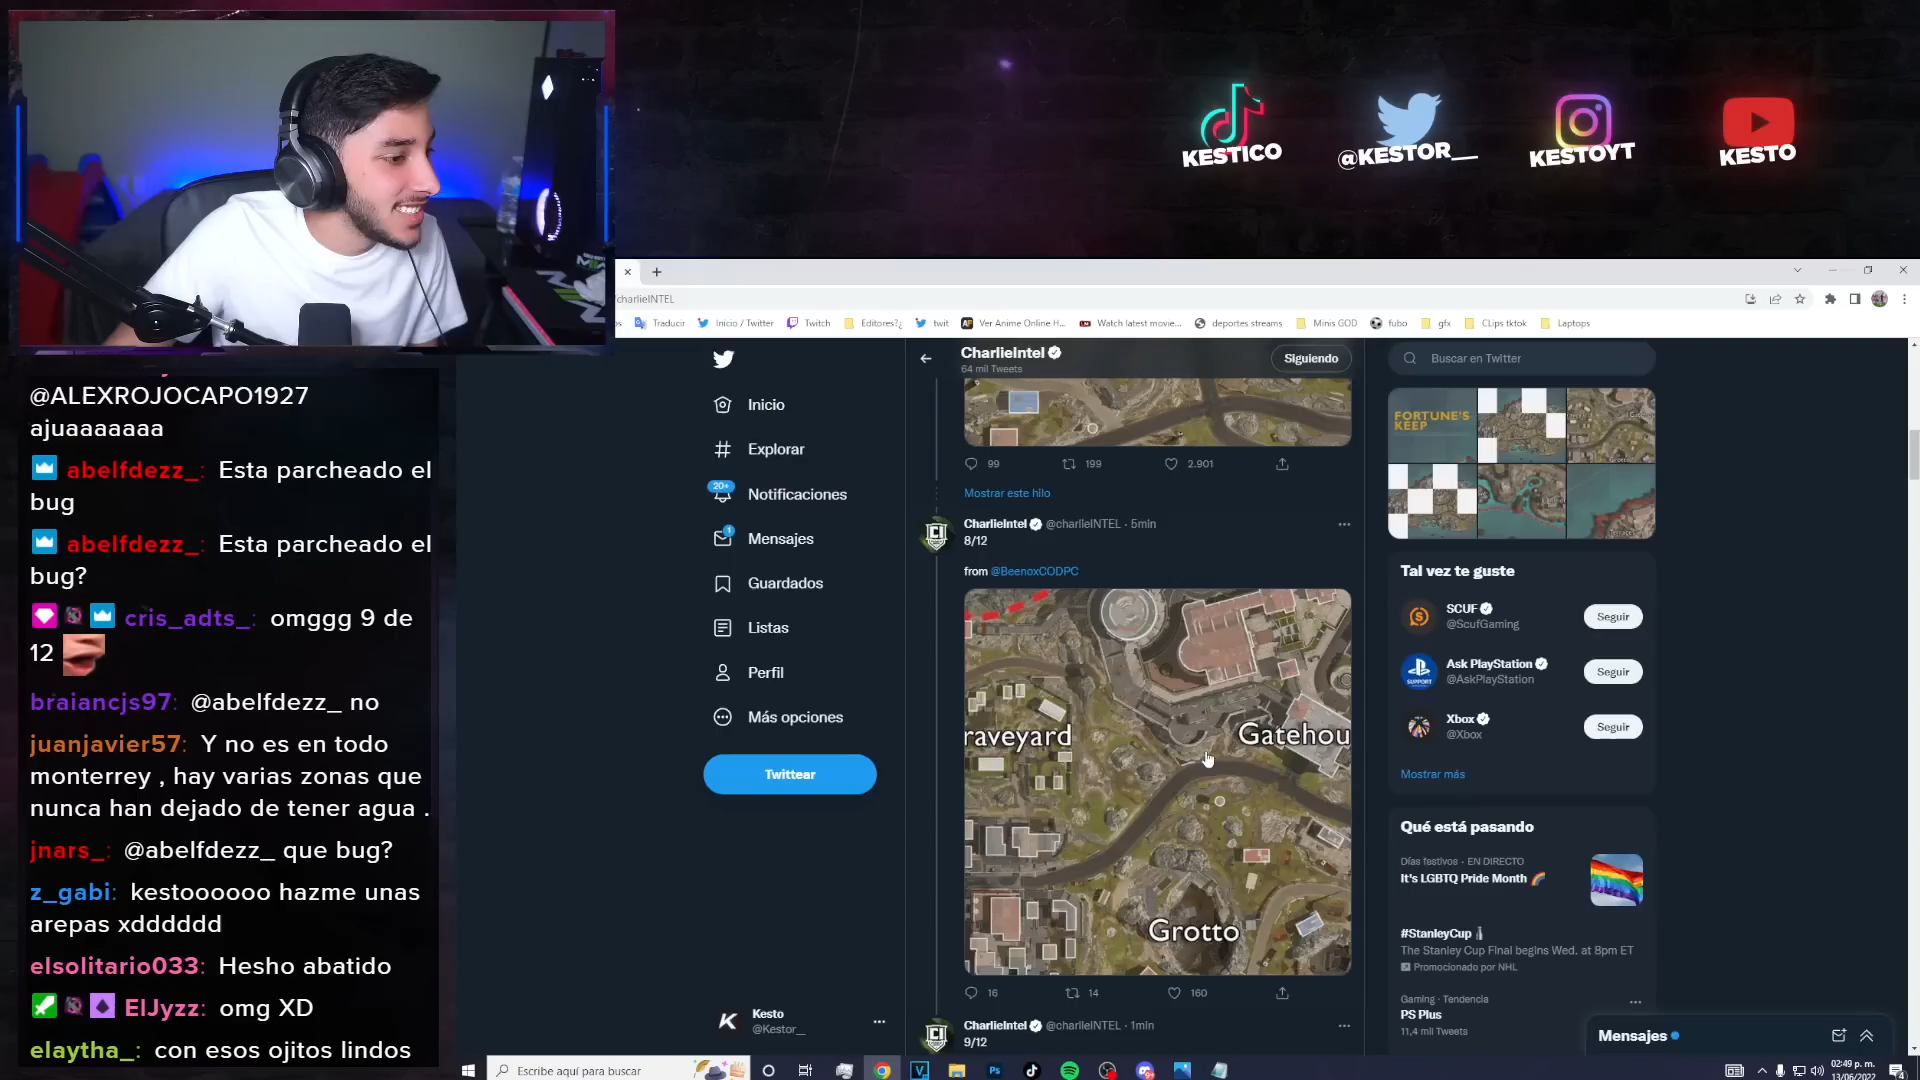 KESTICO
@KESTOR__
KESTOYT
KESTO
charlieINTEL
Traducir
Inicio / Twitter
Twitch
Editores?¿
twit
Ver Anime Online H...
Watch latest movie...
deportes streams
Minis GOD
fubo
gfx
CLips tktok
Laptops
@ALEXROJOCAPO1927
ajuaaaaaaa
abelfdezz_: Esta parcheado el
bug
abelfdezz_: Esta parcheado el
bug?
cris_adts_: omggg 9 de
12
braiancjs97: @abelfdezz_ no
juanjavier57: Y no es en todo
monterrey , hay varias zonas que
nunca han dejado de tener agua .
jnars_: @abelfdezz_ que bug?
z_gabi: kestooooooo hazme unas
arepas xdddddd
elsolitario033: Hesho abatido
ElJyzz: omg XD
elaytha_: con esos ojitos lindos
Inicio
Explorar
20+
Notificaciones
1
Mensajes
Guardados
Listas
Perfil
Más opciones
Twittear
Kesto
@Kestor__
CharlieIntel
64 mil Tweets
Siguiendo
99 199 2.901
Mostrar este hilo
CharlieIntel @charlieINTEL · 5min
8/12
from @BeenoxCODPC
raveyard
Gatehou
Grotto
16 14 160
CharlieIntel @charlieINTEL · 1min
9/12
Buscar en Twitter
FORTUNE'S
KEEP
Tal vez te guste
SCUF
@ScufGaming
Seguir
Ask PlayStation
@AskPlayStation
Seguir
Xbox
@Xbox
Seguir
Mostrar más
Qué está pasando
Días festivos · EN DIRECTO
It's LGBTQ Pride Month
#StanleyCup
The Stanley Cup Final begins Wed. at 8pm ET
Promocionado por NHL
Gaming · Tendencia
PS Plus
11,4 mil Tweets
Mensajes
Escribe aquí para buscar
02:49 p. m.
13/06/2022